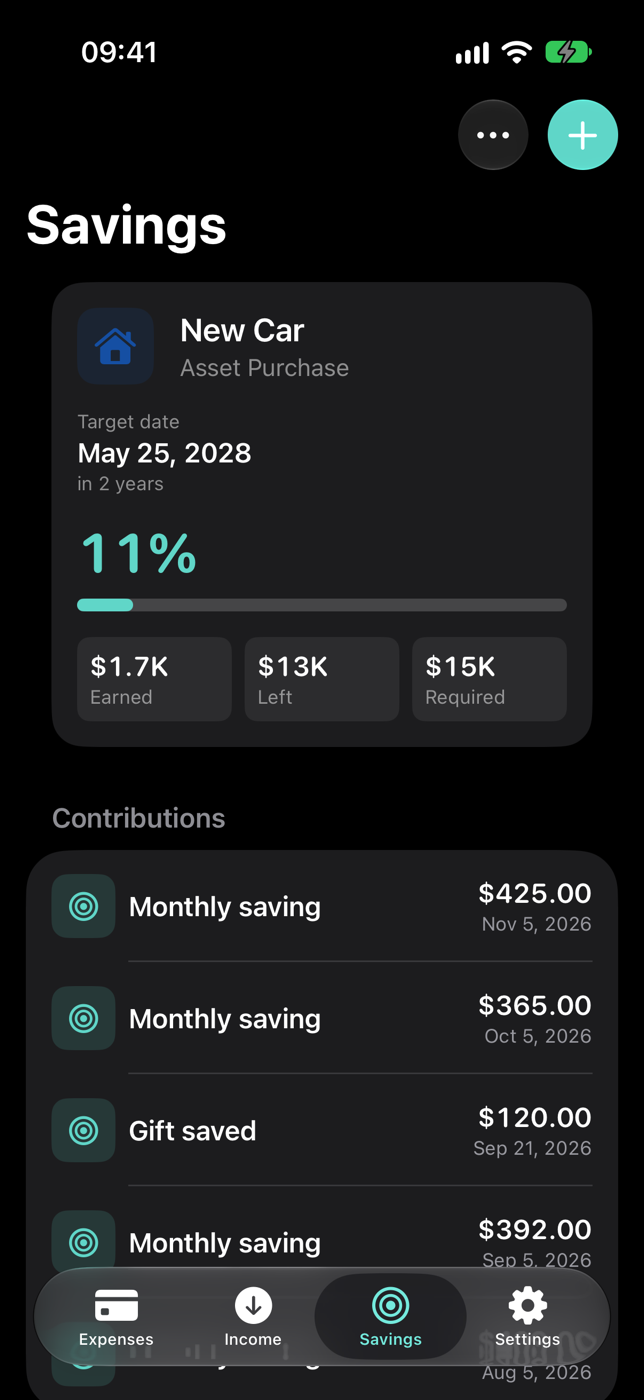 09:41
Savings
New Car
Asset Purchase
Target date
May 25, 2028
in 2 years
11%
$1.7K
Earned
$13K
Left
$15K
Required
Contributions
Monthly saving
$425.00
Nov 5, 2026
Monthly saving
$365.00
Oct 5, 2026
Gift saved
$120.00
Sep 21, 2026
Monthly saving
$392.00
Sep 5, 2026
Expenses
Income
Savings
Settings
Aug 5, 2026